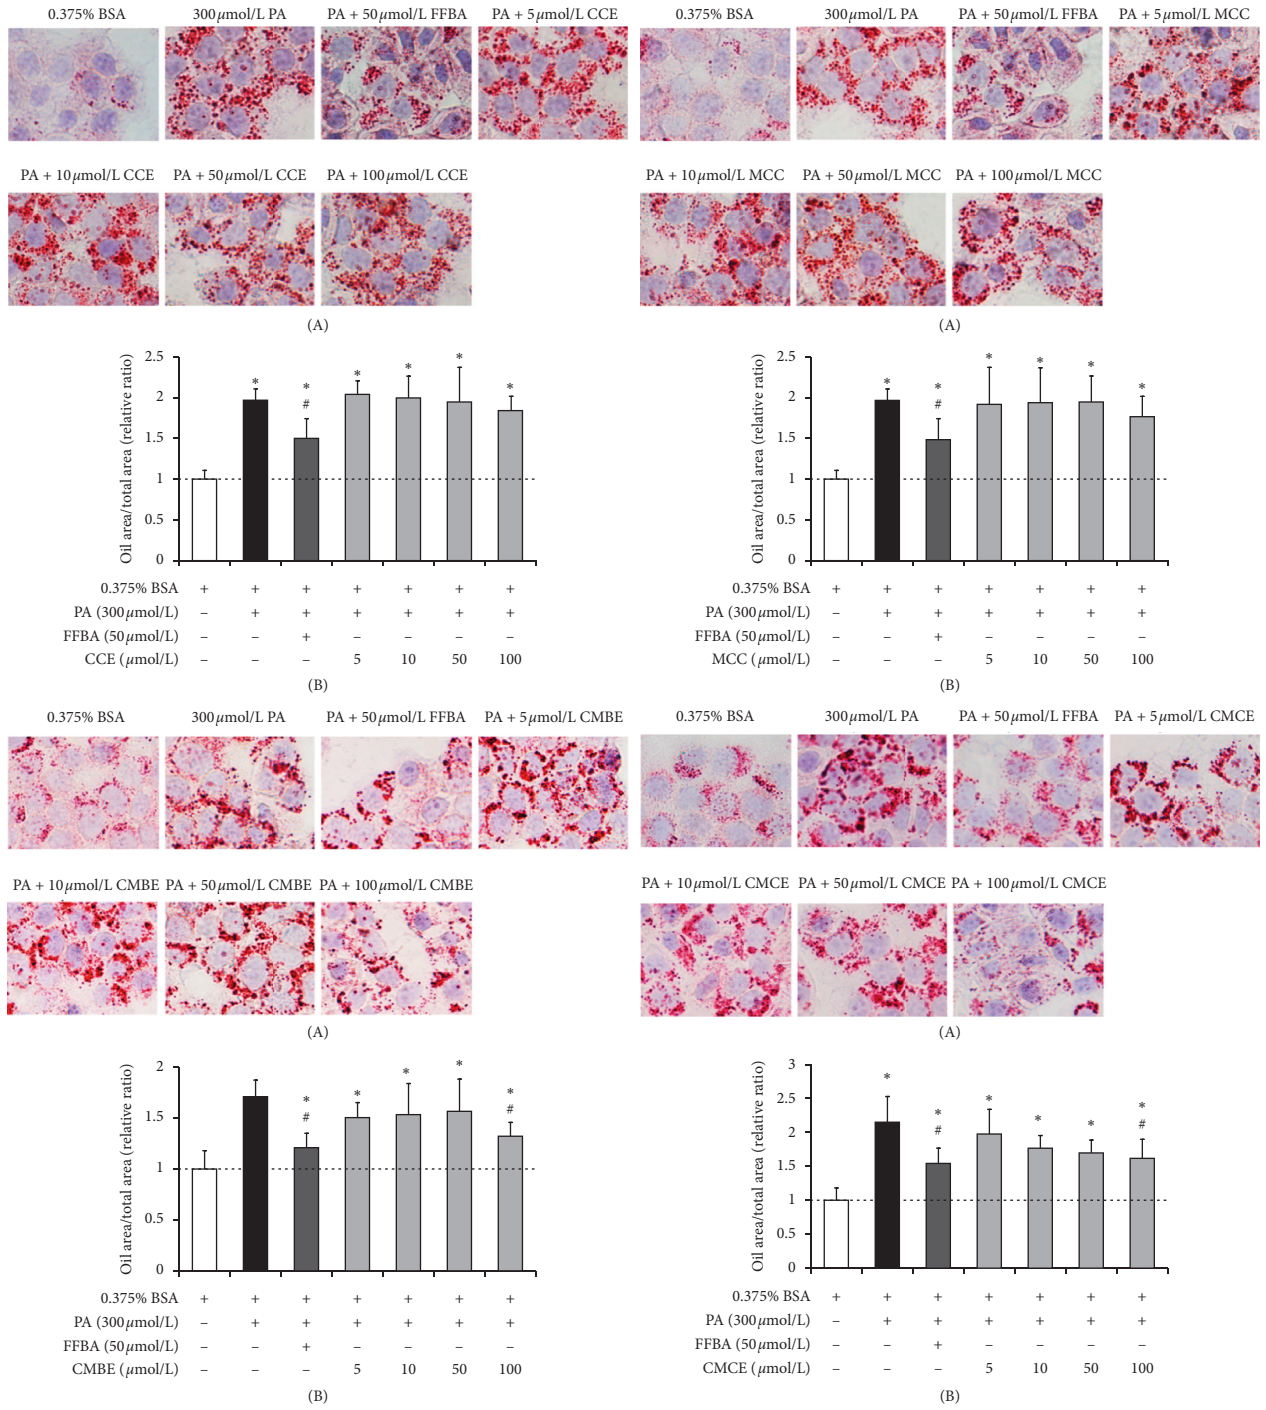 0.375% BSA
300 μmol/L PA
PA + 50 μmol/L FFBA
PA + 5 μmol/L CCE
PA + 10 μmol/L CCE
PA + 50 μmol/L CCE
PA + 100 μmol/L CCE
(A)
Oil area/total area (relative ratio)
2.5
2
1.5
1
0.5
0
* * # * * * * *
0.375% BSA + + + + + + +
PA (300 μmol/L) – + + + + + +
FFBA (50 μmol/L) – – + – – – –
CCE (μmol/L) – – – 5 10 50 100
(B)
0.375% BSA
300 μmol/L PA
PA + 50 μmol/L FFBA
PA + 5 μmol/L MCC
PA + 10 μmol/L MCC
PA + 50 μmol/L MCC
PA + 100 μmol/L MCC
(A)
Oil area/total area (relative ratio)
2.5
2
1.5
1
0.5
0
* * # * * * *
0.375% BSA + + + + + + +
PA (300 μmol/L) – + + + + + +
FFBA (50 μmol/L) – – + – – – –
MCC (μmol/L) – – – 5 10 50 100
(B)
0.375% BSA
300 μmol/L PA
PA + 50 μmol/L FFBA
PA + 5 μmol/L CMBE
PA + 10 μmol/L CMBE
PA + 50 μmol/L CMBE
PA + 100 μmol/L CMBE
(A)
Oil area/total area (relative ratio)
2
1.5
1
0.5
0
* # * * * * #
0.375% BSA + + + + + + +
PA (300 μmol/L) – + + + + + +
FFBA (50 μmol/L) – – + – – – –
CMBE (μmol/L) – – – 5 10 50 100
(B)
0.375% BSA
300 μmol/L PA
PA + 50 μmol/L FFBA
PA + 5 μmol/L CMCE
PA + 10 μmol/L CMCE
PA + 50 μmol/L CMCE
PA + 100 μmol/L CMCE
(A)
Oil area/total area (relative ratio)
3
2.5
2
1.5
1
0.5
0
* * # * * * * #
0.375% BSA + + + + + + +
PA (300 μmol/L) – + + + + + +
FFBA (50 μmol/L) – – + – – – –
CMCE (μmol/L) – – – 5 10 50 100
(B)